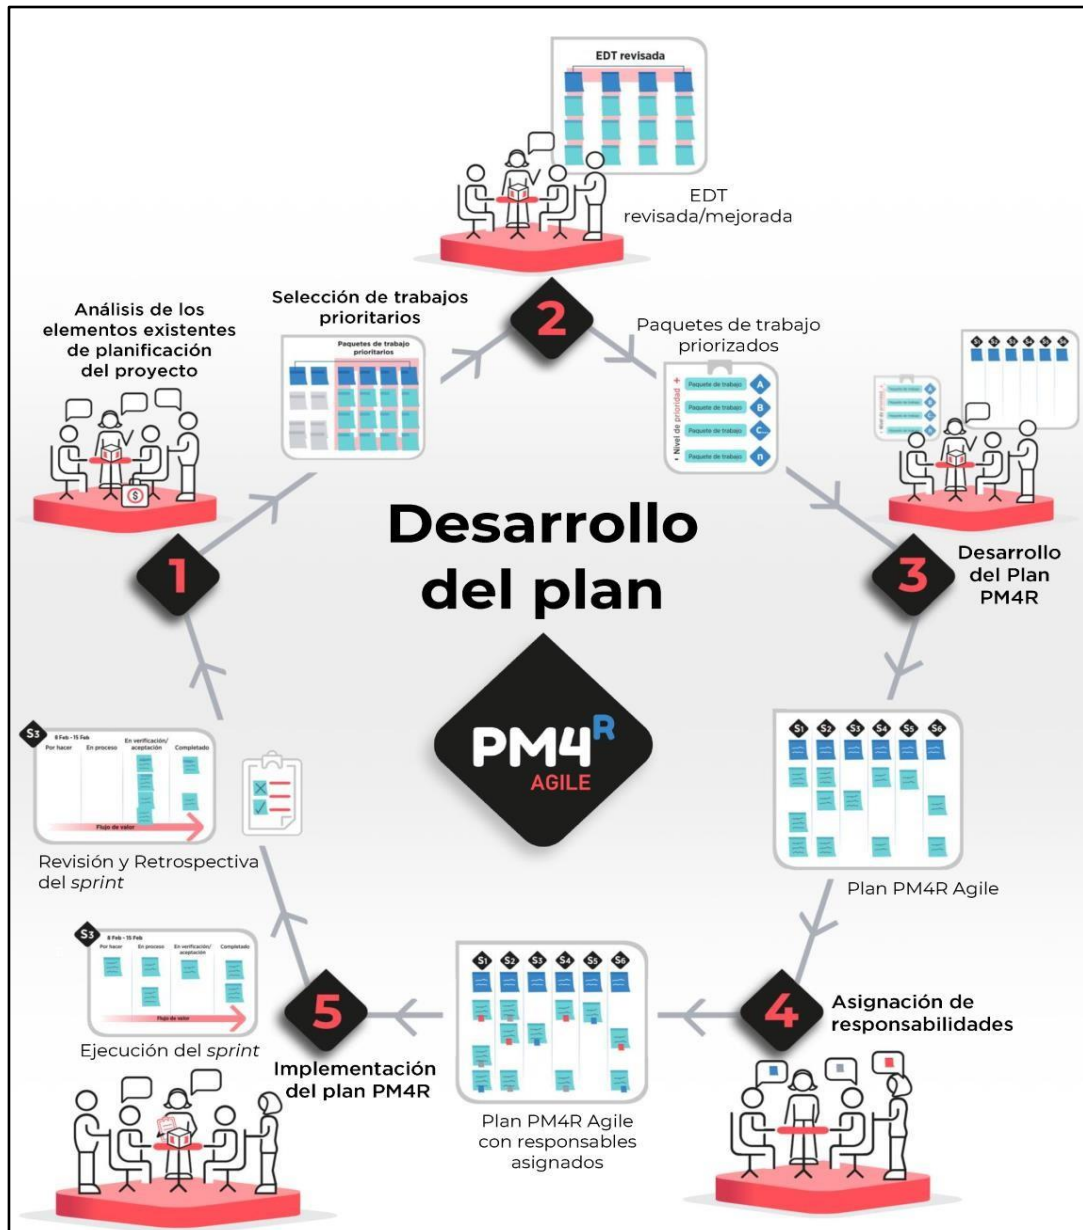 EDT revisada
EDT
revisada/mejorada
2
Selección de trabajos
prioritarios
Paquetes de trabajo
prioritarios
Análisis de los
elementos existentes
de planificación
del proyecto
1
Paquetes de trabajo
priorizados
Nivel de prioridad +
Paquete de trabajo A
Paquete de trabajo B
Paquete de trabajo C...
Paquete de trabajo n
S1 S2 S3 S4 S5 S6
3
Desarrollo
del Plan
PM4R
Desarrollo
del plan
PM4R
AGILE
S1 S2 S3 S4 S5 S6
Plan PM4R Agile
4
Asignación de
responsabilidades
S1 S2 S3 S4 S5 S6
Plan PM4R Agile
con responsables
asignados
5
Implementación
del plan PM4R
S3
8 Feb - 15 Feb
Por hacer En proceso En verificación/
aceptación Completado
Flujo de valor
Ejecución del sprint
S3
8 Feb - 15 Feb
Por hacer En proceso En verificación/
aceptación Completado
Flujo de valor
Revisión y Retrospectiva
del sprint